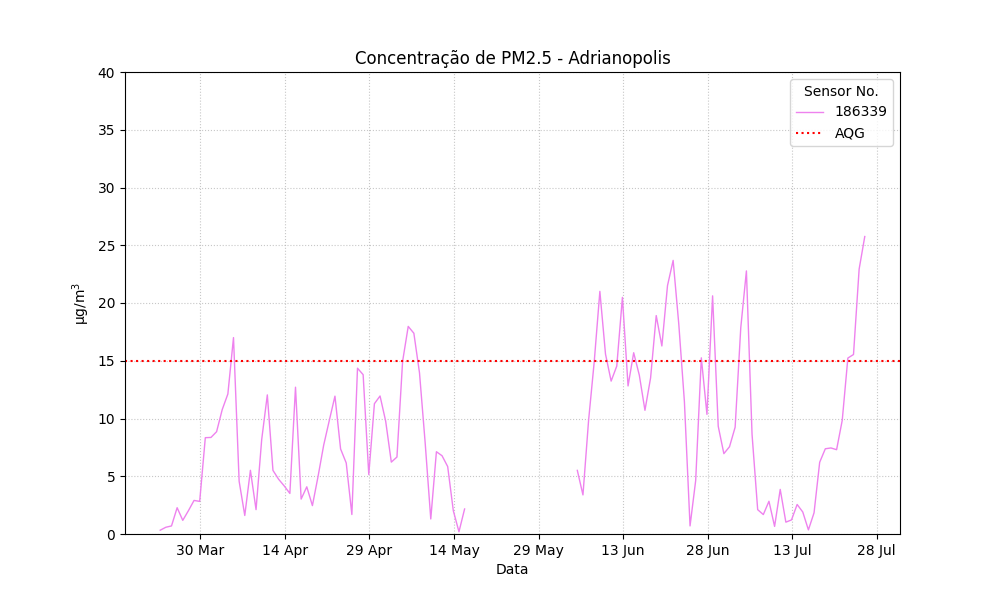 Concentração de PM2.5 - Adrianopolis
Sensor No.
186339
AQG
µg/m³
40
35
30
25
20
15
10
5
0
30 Mar
14 Apr
29 Apr
14 May
29 May
13 Jun
28 Jun
13 Jul
28 Jul
Data